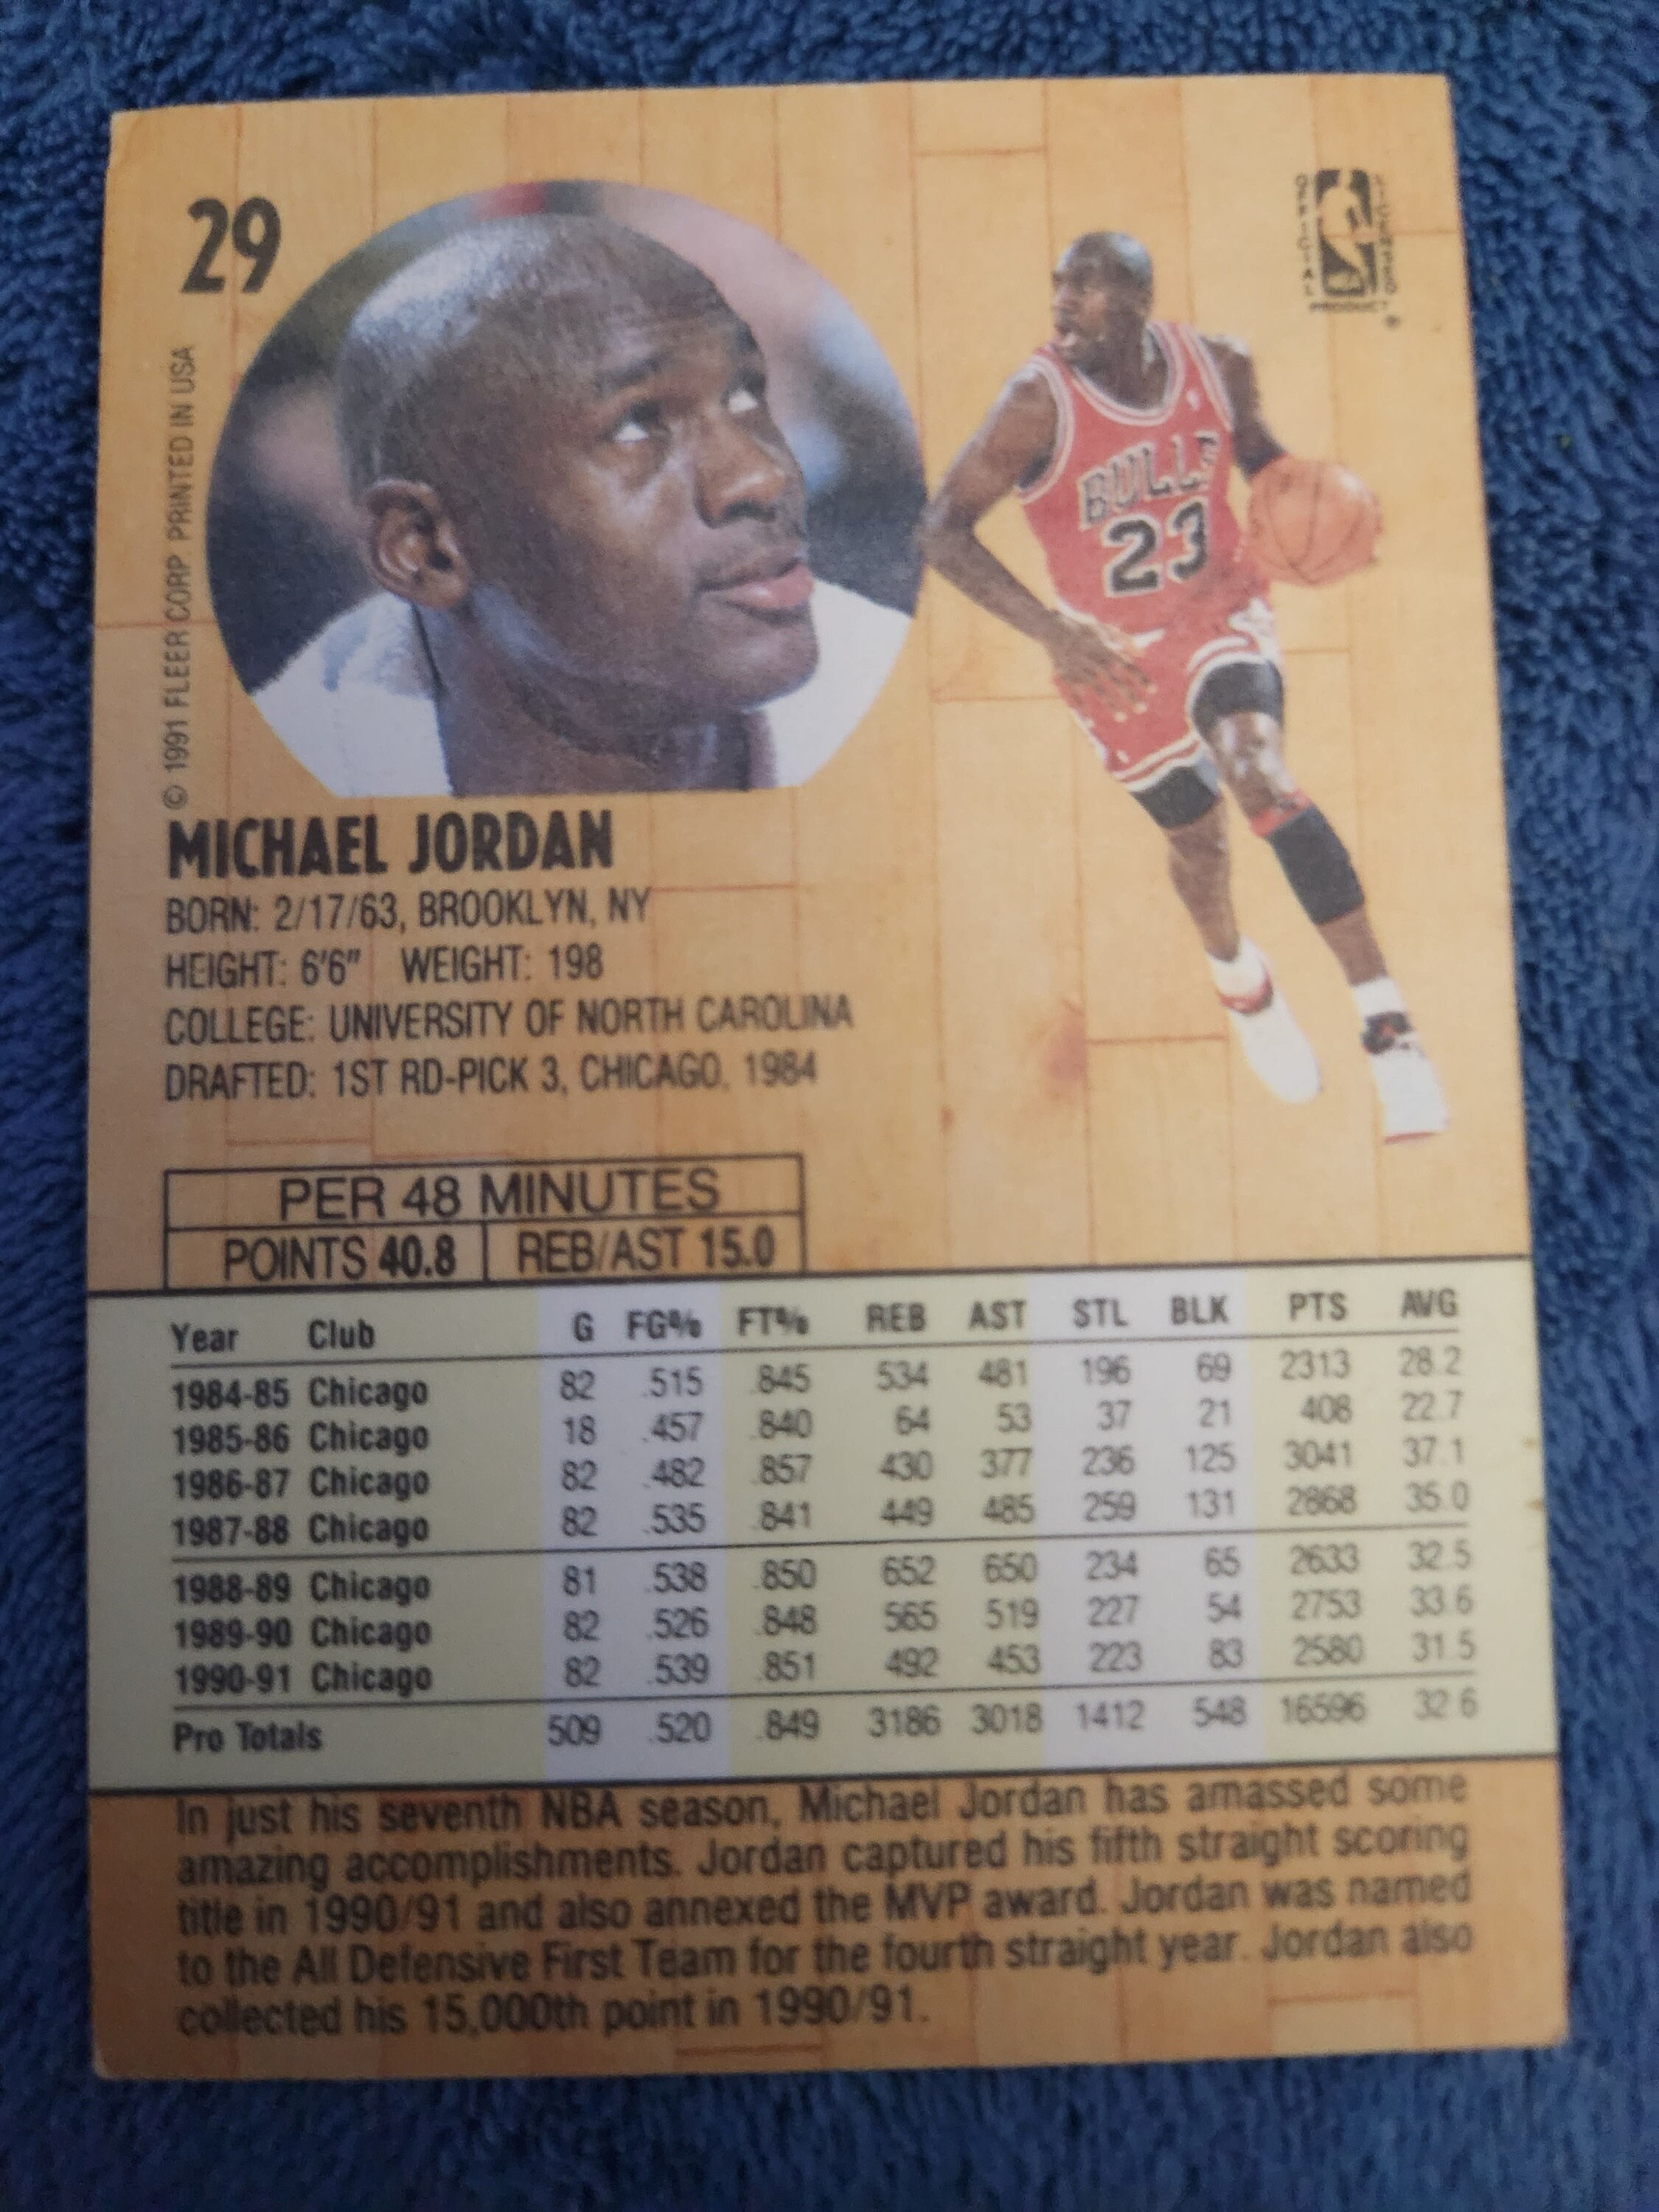 29
OFFICIAL LICENSED PRODUCT
© 1991 FLEER CORP. PRINTED IN USA
BULLS
23
MICHAEL JORDAN
BORN: 2/17/63, BROOKLYN, NY
HEIGHT: 6'6" WEIGHT: 198
COLLEGE: UNIVERSITY OF NORTH CAROLINA
DRAFTED: 1ST RD-PICK 3, CHICAGO, 1984
PER 48 MINUTES
POINTS 40.8 REB/AST 15.0
Year Club G FG% FT% REB AST STL BLK PTS AVG
1984-85 Chicago 82 .515 .845 534 481 196 69 2313 28.2
1985-86 Chicago 18 .457 .840 64 53 37 21 408 22.7
1986-87 Chicago 82 .482 .857 430 377 236 125 3041 37.1
1987-88 Chicago 82 .535 .841 449 485 259 131 2868 35.0
1988-89 Chicago 81 .538 .850 652 650 234 65 2633 32.5
1989-90 Chicago 82 .526 .848 565 519 227 54 2753 33.6
1990-91 Chicago 82 .539 .851 492 453 223 83 2580 31.5
Pro Totals 509 .520 .849 3186 3018 1412 548 16596 32.6
In just his seventh NBA season, Michael Jordan has amassed some
amazing accomplishments. Jordan captured his fifth straight scoring
title in 1990/91 and also annexed the MVP award. Jordan was named
to the All Defensive First Team for the fourth straight year. Jordan also
collected his 15,000th point in 1990/91.